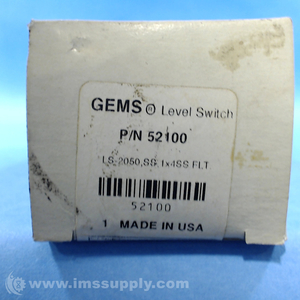 GEMS® Level Switch
P/N 52100
LS-2050,SS,1x4SS FLT
52100
1 MADE IN USA
© www.imssupply.com